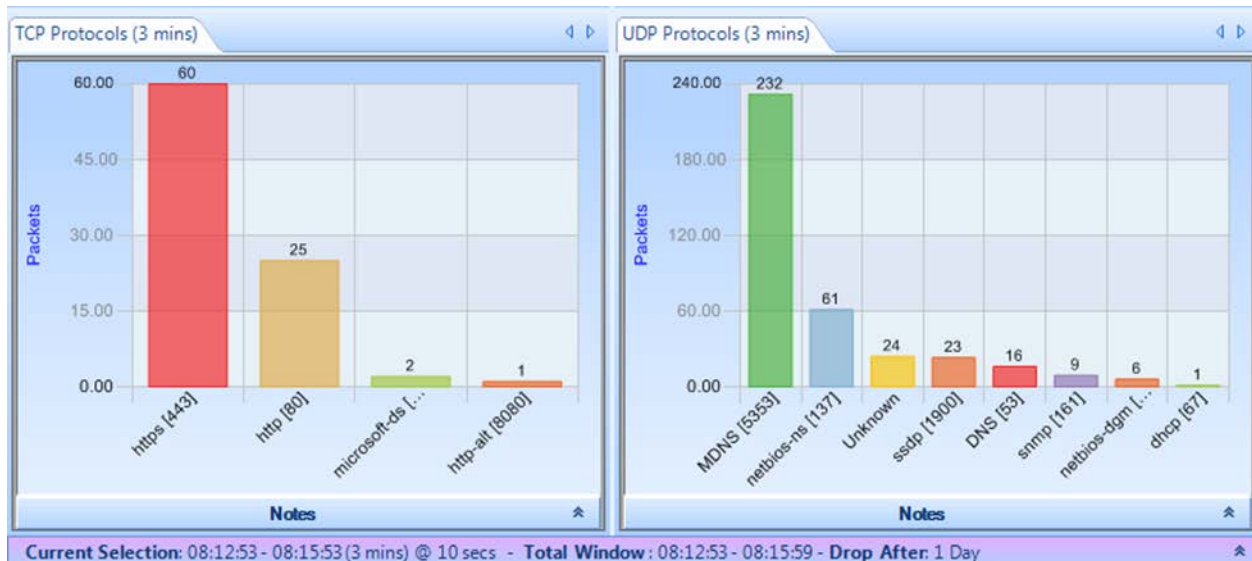 TCP Protocols (3 mins)
60.00
45.00
30.00
15.00
0.00
Packets
60
25
2
1
https [443]
http [80]
microsoft-ds [...
http-alt [8080]
Notes
UDP Protocols (3 mins)
240.00
180.00
120.00
60.00
0.00
Packets
232
61
24
23
16
9
6
1
MDNS [5353]
netbios-ns [137]
Unknown
ssdp [1900]
DNS [53]
snmp [161]
netbios-dgm [...
dhcp [67]
Notes
Current Selection: 08:12:53 - 08:15:53 (3 mins) @ 10 secs - Total Window : 08:12:53 - 08:15:59 - Drop After: 1 Day